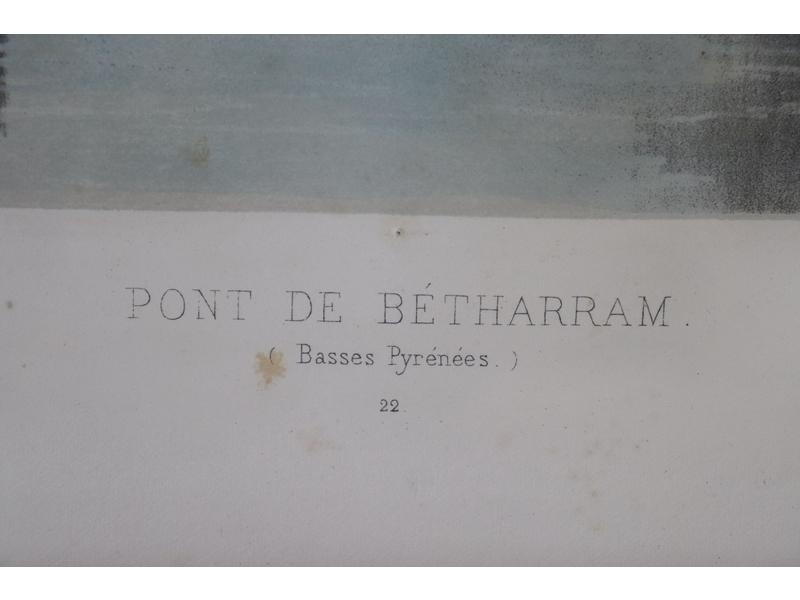 PONT DE BÉTHARRAM.
( Basses Pyrénées. )
22.